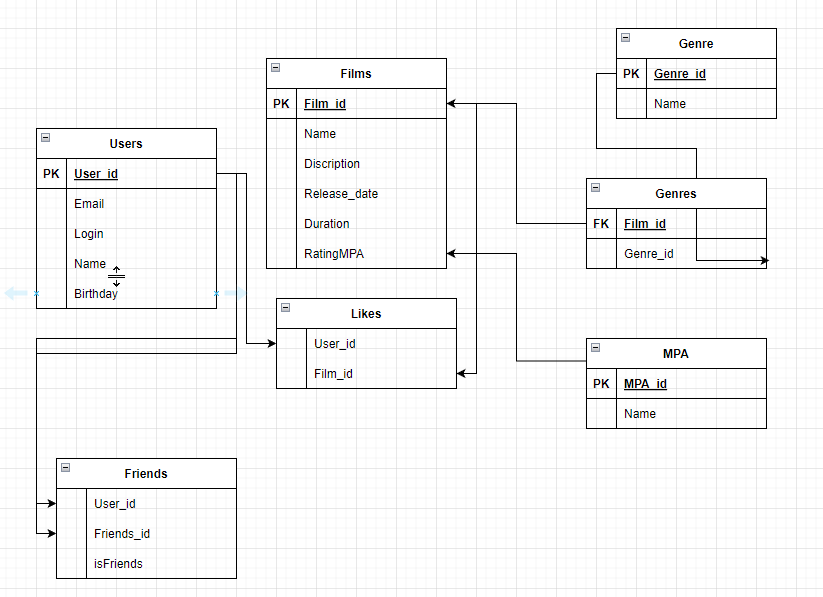 Genre
PK Genre_id
Name
Films
PK Film_id
Name
Discription
Release_date
Duration
RatingMPA
Users
PK User_id
Email
Login
Name
Birthday
Genres
FK Film_id
Genre_id
Likes
User_id
Film_id
MPA
PK MPA_id
Name
Friends
User_id
Friends_id
isFriends